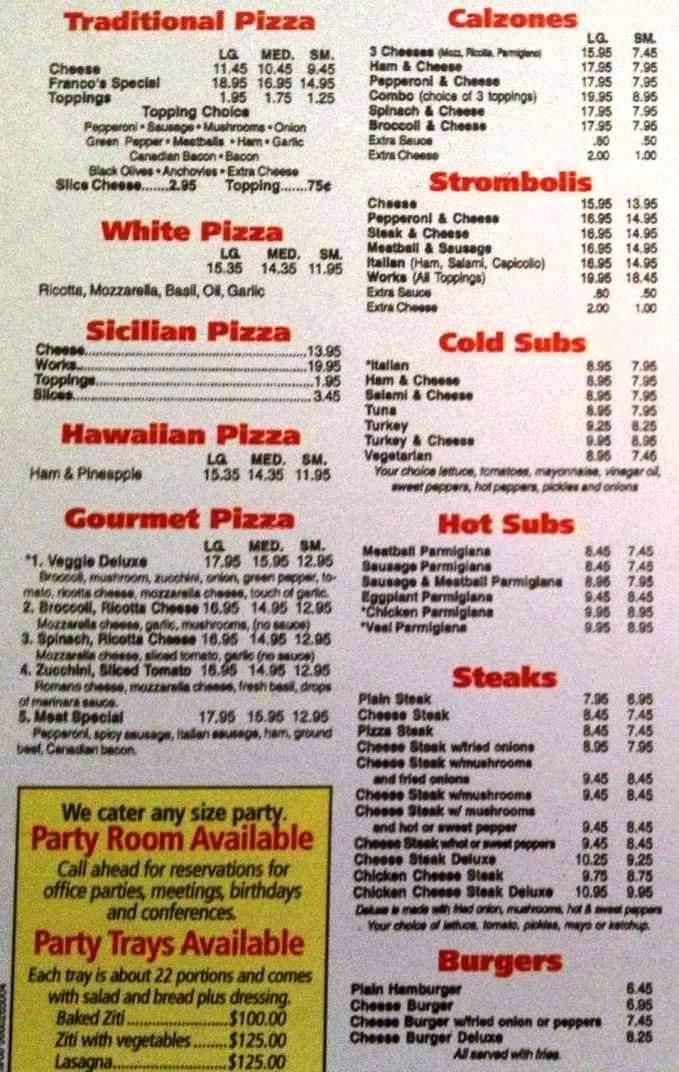 Traditional Pizza
LG. MED. SM.
Cheese 11.45 10.45 9.45
Franco's Special 18.95 16.95 14.95
Toppings 1.95 1.75 1.25
Topping Choice
Pepperoni • Sausage • Mushrooms • Onion
Green Pepper • Meatballs • Ham • Garlic
Canadian Bacon • Bacon
Black Olives • Anchovies • Extra Cheese
Slice Cheese.......2.95 Topping.......75¢
White Pizza
LG. MED. SM.
15.35 14.35 11.95
Ricotta, Mozzarella, Basil, Oil, Garlic
Sicilian Pizza
Cheese.......13.95
Works.......19.95
Toppings.......1.95
Slices.......3.45
Hawaiian Pizza
LG. MED. SM.
Ham & Pineapple 15.35 14.35 11.95
Gourmet Pizza
LG. MED. SM.
*1. Veggie Deluxe 17.95 15.95 12.95
Broccoli, mushroom, zucchini, onion, green pepper, to-
mato, ricotta cheese, mozzarella cheese, touch of garlic.
2. Broccoli, Ricotta Cheese 16.95 14.95 12.95
Mozzarella cheese, garlic, mushrooms, (no sauce)
3. Spinach, Ricotta Cheese 16.95 14.95 12.95
Mozzarella cheese, sliced tomato, garlic (no sauce)
4. Zucchini, Sliced Tomato 16.95 14.95 12.95
Romano cheese, mozzarella cheese, fresh basil, drops
of marinara sauce.
5. Meat Special 17.95 15.95 12.95
Pepperoni, spicy sausage, Italian sausage, ham, ground
beef, Canadian bacon.
We cater any size party.
Party Room Available
Call ahead for reservations for
office parties, meetings, birthdays
and conferences.
Party Trays Available
Each tray is about 22 portions and comes
with salad and bread plus dressing.
Baked Ziti.......$100.00
Ziti with vegetables.......$125.00
Lasagna.......$125.00
Calzones
LG. SM.
3 Cheeses (Mozz, Ricotta, Parmigiano) 15.95 7.45
Ham & Cheese 17.95 7.95
Pepperoni & Cheese 17.95 7.95
Combo (choice of 3 toppings) 19.95 8.95
Spinach & Cheese 17.95 7.95
Broccoli & Cheese 17.95 7.95
Extra Sauce .80 .50
Extra Cheese 2.00 1.00
Strombolis
Cheese 15.95 13.95
Pepperoni & Cheese 16.95 14.95
Steak & Cheese 16.95 14.95
Meatball & Sausage 16.95 14.95
Italian (Ham, Salami, Capicollo) 16.95 14.95
Works (All Toppings) 19.95 18.45
Extra Sauce .80 .50
Extra Cheese 2.00 1.00
Cold Subs
*Italian 8.95 7.95
Ham & Cheese 8.95 7.95
Salami & Cheese 8.95 7.95
Tuna 8.95 7.95
Turkey 9.25 8.25
Turkey & Cheese 9.95 8.95
Vegetarian 8.95 7.45
Your choice lettuce, tomatoes, mayonnaise, vinegar oil,
sweet peppers, hot peppers, pickles and onions
Hot Subs
Meatball Parmigiana 8.45 7.45
Sausage Parmigiana 8.45 7.45
Sausage & Meatball Parmigiana 8.95 7.95
Eggplant Parmigiana 9.45 8.45
*Chicken Parmigiana 9.95 8.95
*Veal Parmigiana 9.95 8.95
Steaks
Plain Steak 7.95 6.95
Cheese Steak 8.45 7.45
Pizza Steak 8.45 7.45
Cheese Steak w/fried onions 8.95 7.95
Cheese Steak w/mushrooms
and fried onions 9.45 8.45
Cheese Steak w/mushrooms 9.45 8.45
Cheese Steak w/ mushrooms
and hot or sweet pepper 9.45 8.45
Cheese Steak w/hot or sweet peppers 9.45 8.45
Cheese Steak Deluxe 10.25 9.25
Chicken Cheese Steak 9.75 8.75
Chicken Cheese Steak Deluxe 10.95 9.95
Deluxe is made with fried onion, mushrooms, hot & sweet peppers
Your choice of lettuce, tomato, pickles, mayo or ketchup.
Burgers
Plain Hamburger 6.45
Cheese Burger 6.95
Cheese Burger w/fried onion or peppers 7.45
Cheese Burger Deluxe 8.25
All served with fries.